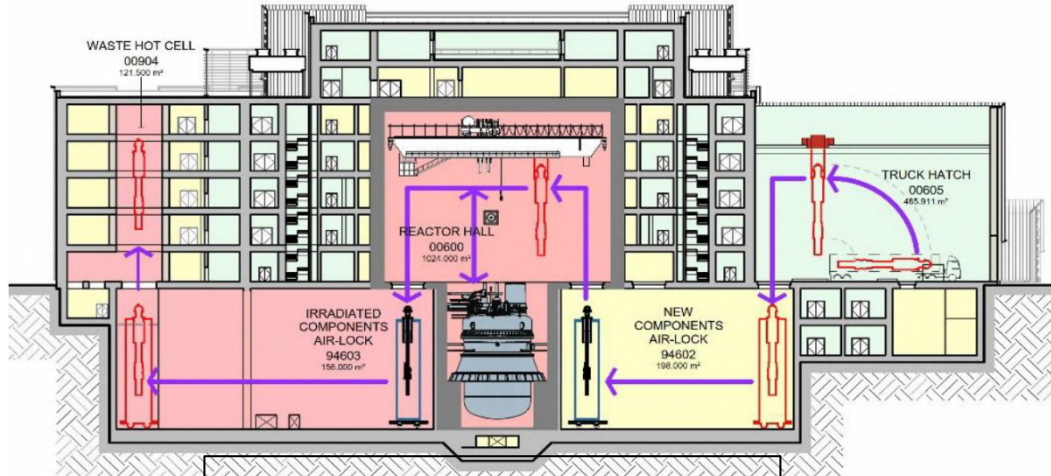 WASTE HOT CELL
00904
121.500 m²
TRUCK HATCH
00605
485.911 m²
REACTOR HALL
00600
1024.000 m²
IRRADIATED
COMPONENTS
AIR-LOCK
94603
156.000 m²
NEW
COMPONENTS
AIR-LOCK
94602
198.000 m²